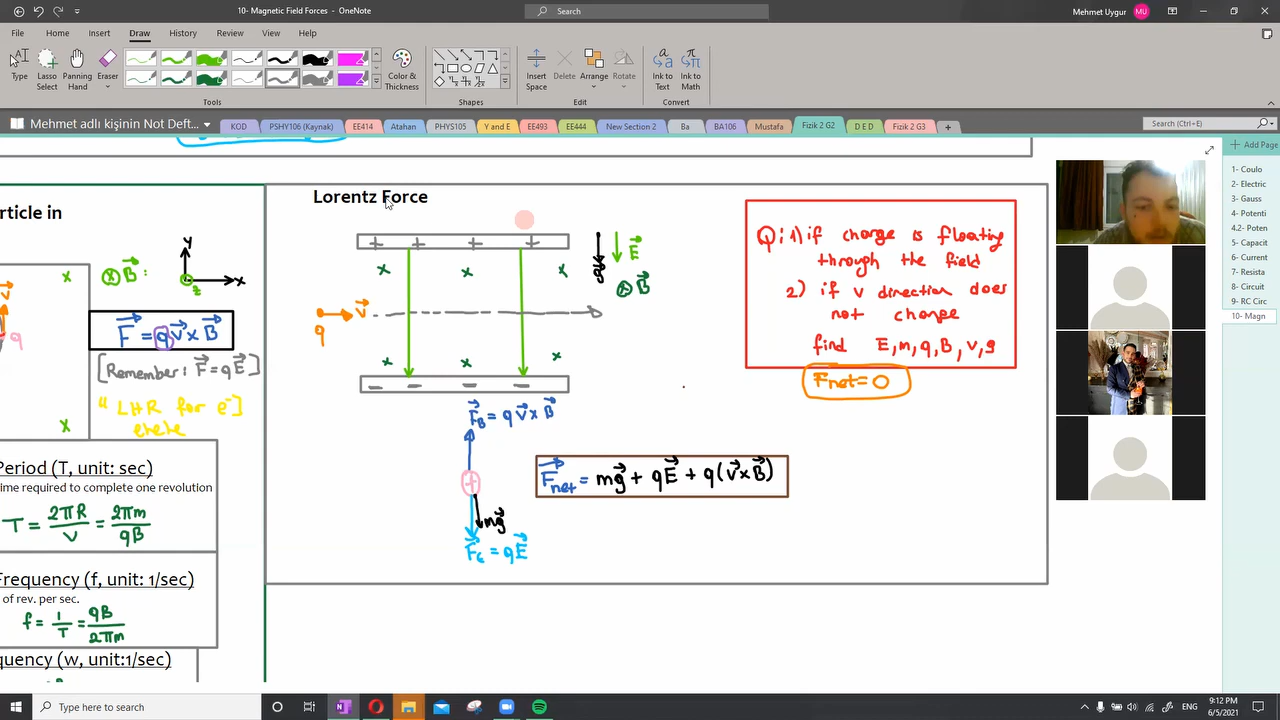 10- Magnetic Field Forces - OneNote
Search
Mehmet Uygur
MU
File Home Insert Draw History Review View Help
Type
Lasso Select
Panning Hand
Eraser
Color & Thickness
Insert Space
Delete
Arrange
Rotate
Ink to Text
Ink to Math
Tools
Shapes
Edit
Convert
Mehmet adlı kişinin Not Deft...
KOD PSHY106 (Kaynak) EE414 Atahan PHYS105 Y and E EE493 EE444 New Section 2 Ba BA106 Mustafa Fizik 2 G2 D E D Fizik 2 G3 +
Search (Ctrl+E)
Add Page
1- Coulo
2- Electric
3- Gauss
4- Potenti
4.2- Poten
5- Capacit
6- Current
7- Resista
8- Circuit
9- RC Circ
10- Magn
rticle in
x
v
q
x
B :
y
x
z
F = qv x B
[Remember: F = qE]
"LHR for e-]
Period (T, unit: sec)
ime required to complete one revolution
T = 2πR/v = 2πm/qB
Frequency (f, unit: 1/sec)
of rev. per sec.
f = 1/T = qB/2πm
quency (w, unit:1/sec)
Lorentz Force
+ + + +
x x x
E
B
q
v
x x x
- - - -
F_B = qv x B
+
mg
F_E = qE
F_net = mg + qE + q(v x B)
Q: 1) if charge is floating
through the field
2) if v direction does
not change
find E, m, q, B, v, g
Fnet = 0
Type here to search
ENG
9:12 PM
6/5/2021